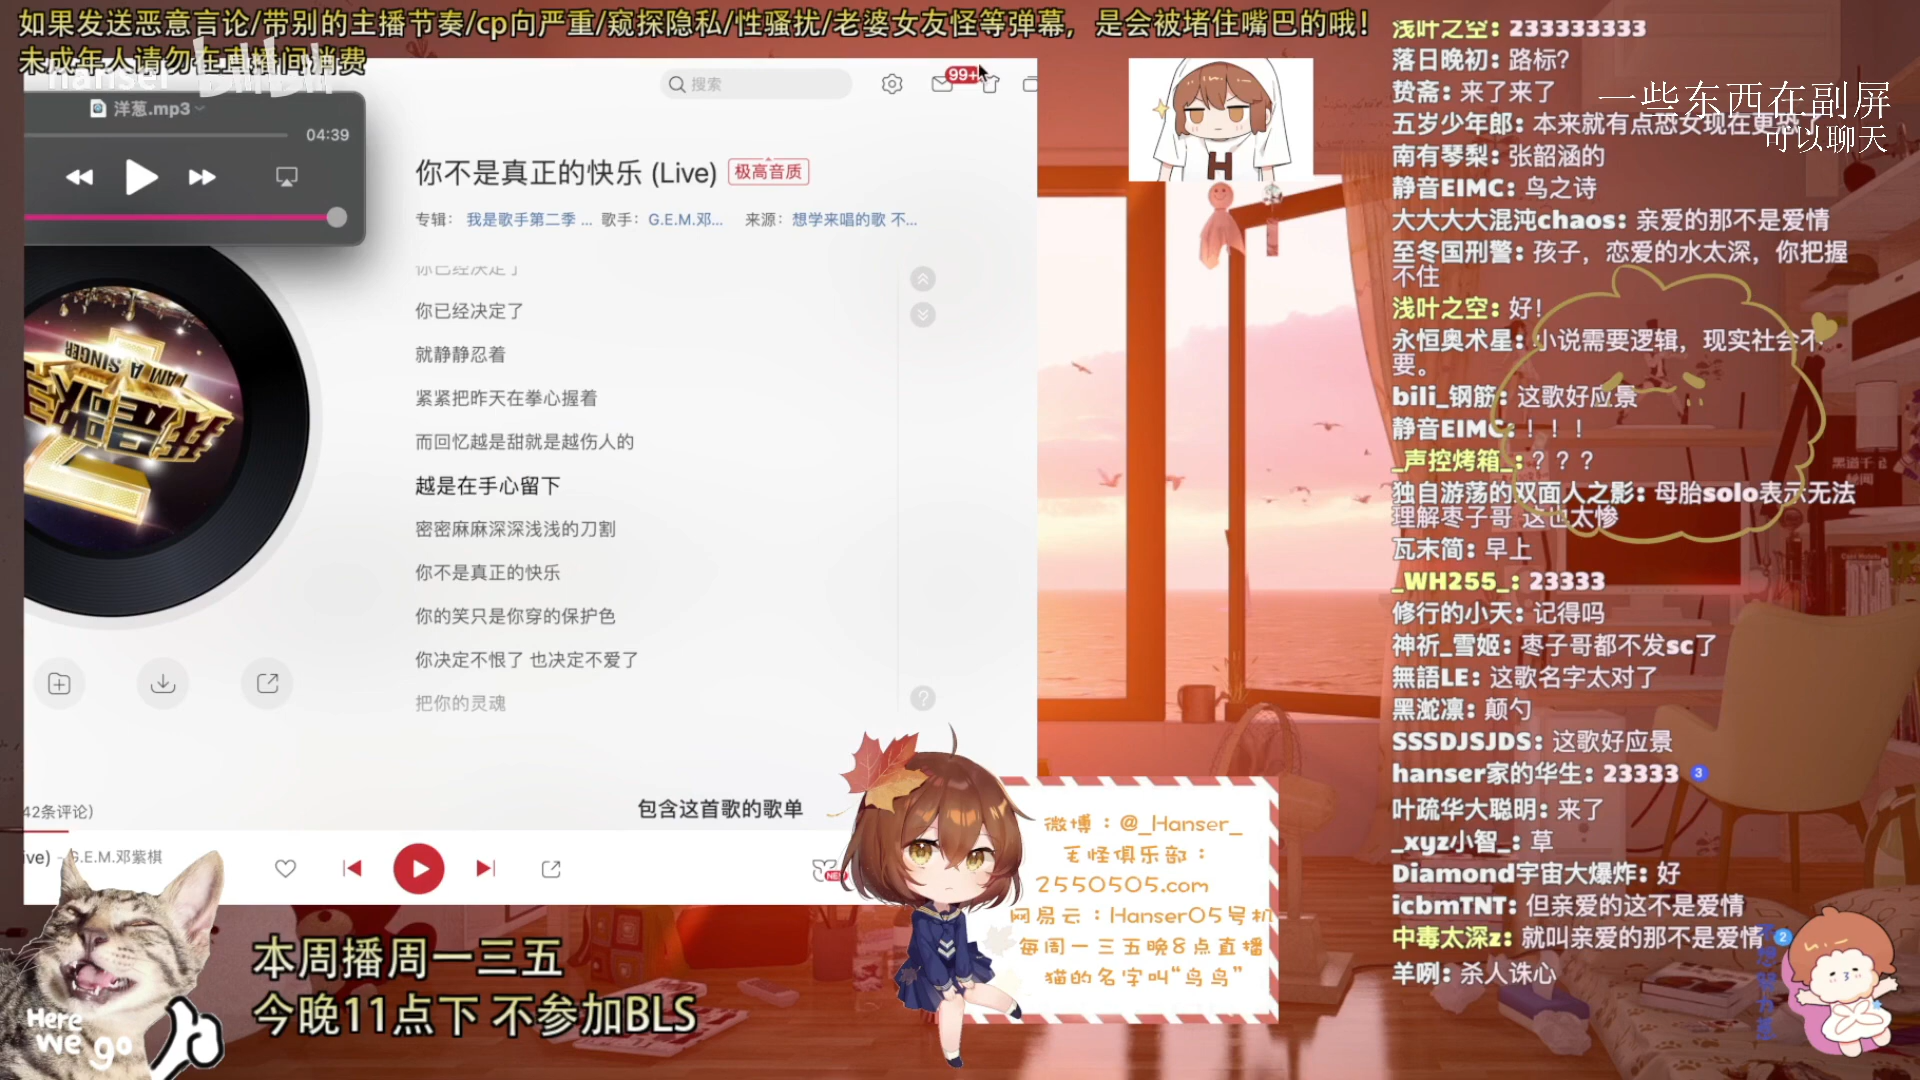 如果发送恶意言论/带别的主播节奏/cp向严重/窥探隐私/性骚扰/老婆女友怪等弹幕，是会被堵住嘴巴的哦！
未成年人请勿在直播间消费
hanser bilibili
洋葱.mp3
04:39
搜索
99+
你不是真正的快乐 (Live) 极高音质
专辑： 我是歌手第二季 ... 歌手：G.E.M.邓... 来源：想学来唱的歌 不...
你已经决定了
你已经决定了
就静静忍着
紧紧把昨天在拳心握着
而回忆越是甜就是越伤人的
越是在手心留下
密密麻麻深深浅浅的刀割
你不是真正的快乐
你的笑只是你穿的保护色
你决定不恨了 也决定不爱了
把你的灵魂
I AM A SINGER
我是歌手
42条评论)
包含这首歌的歌单
ive) - G.E.M.邓紫棋
NEW
H
Here
We go
本周播周一三五
今晚11点下 不参加BLS
微博：@_Hanser_
毛怪俱乐部：
2550505.com
网易云：Hanser05号机
每周一三五晚8点直播
猫的名字叫“鸟鸟”
一些东西在副屏
可以聊天
浅叶之空：233333333
落日晚初：路标？
贽斋：来了来了
五岁少年郎：本来就有点恐女现在更恐了
南有琴梨：张韶涵的
静音EIMC：鸟之诗
大大大大混沌chaos：亲爱的那不是爱情
至冬国刑警：孩子，恋爱的水太深，你把握
不住
浅叶之空：好！
永恒奥术星：小说需要逻辑，现实社会不
要。
bili_钢筋：这歌好应景
静音EIMC：！！！
_声控烤箱_：？？？
独自游荡的双面人之影：母胎solo表示无法
理解枣子哥 这也太惨
瓦末简：早上
_WH255_：23333
修行的小天：记得吗
神祈_雪姬：枣子哥都不发sc了
無語LE：这歌名字太对了
黑滗凛：颠勺
SSSDJSJDS：这歌好应景
hanser家的华生：23333 3
叶疏华大聪明：来了
_xyz小智_：草
Diamond宇宙大爆炸：好
icbmTNT：但亲爱的这不是爱情
中毒太深z：就叫亲爱的那不是爱情 2
羊咧：杀人诛心